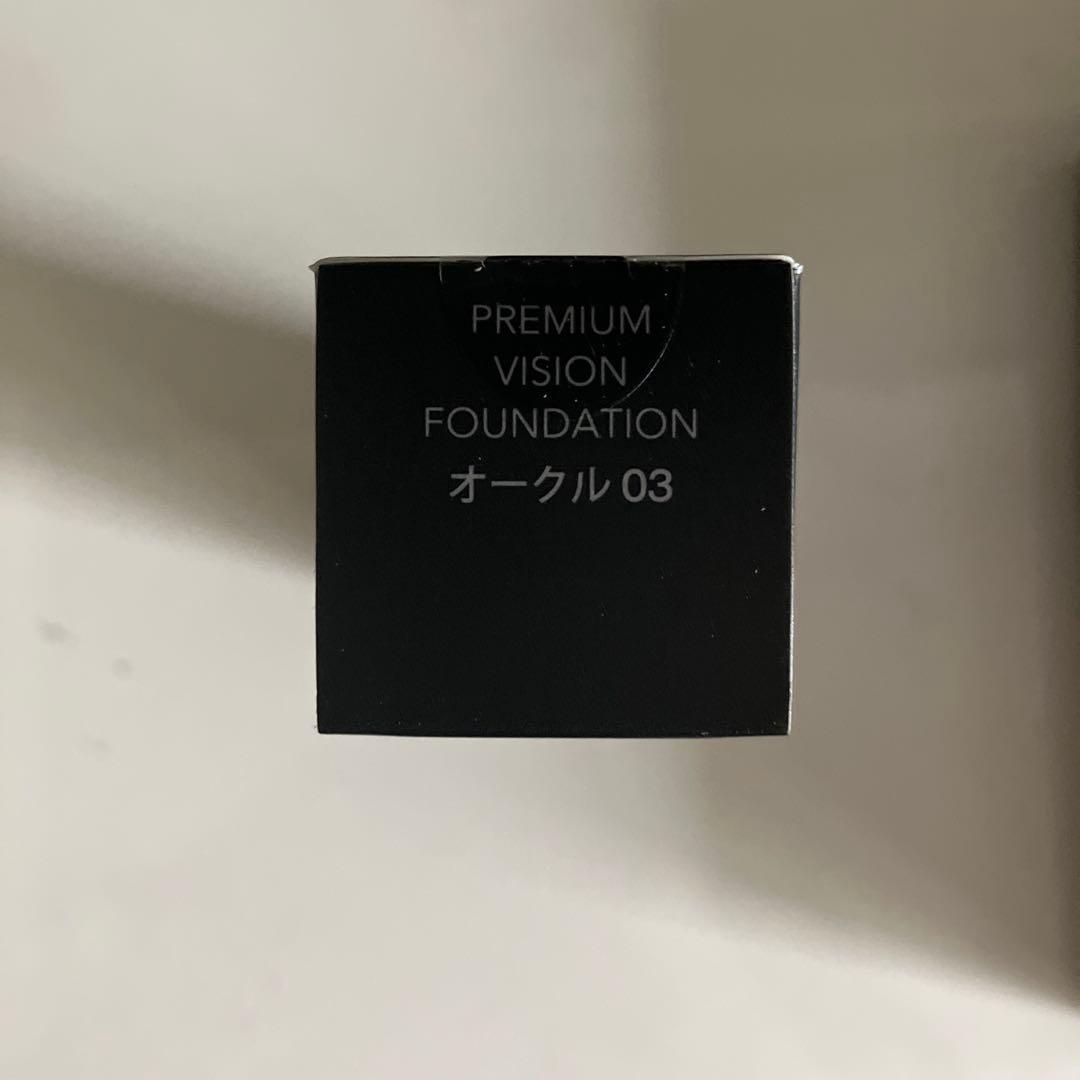 PREMIUM
VISION
FOUNDATION
オークル 03